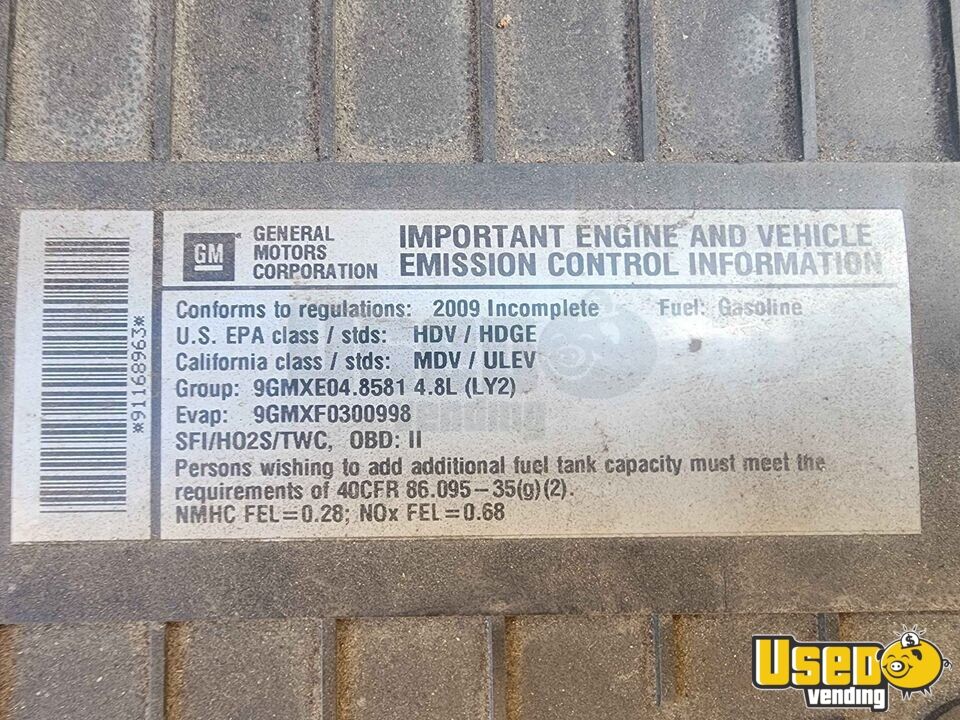 *91168963*
GM
GENERAL
MOTORS
CORPORATION
IMPORTANT ENGINE AND VEHICLE
EMISSION CONTROL INFORMATION
Conforms to regulations: 2009 Incomplete Fuel: Gasoline
U.S. EPA class / stds: HDV / HDGE
California class / stds: MDV / ULEV
Group: 9GMXE04.8581 4.8L (LY2)
Evap: 9GMXF0300998
SFI/HO2S/TWC, OBD: II
Persons wishing to add additional fuel tank capacity must meet the
requirements of 40CFR 86.095-35(g)(2).
NMHC FEL=0.28; NOx FEL=0.68
vending
USED
vending